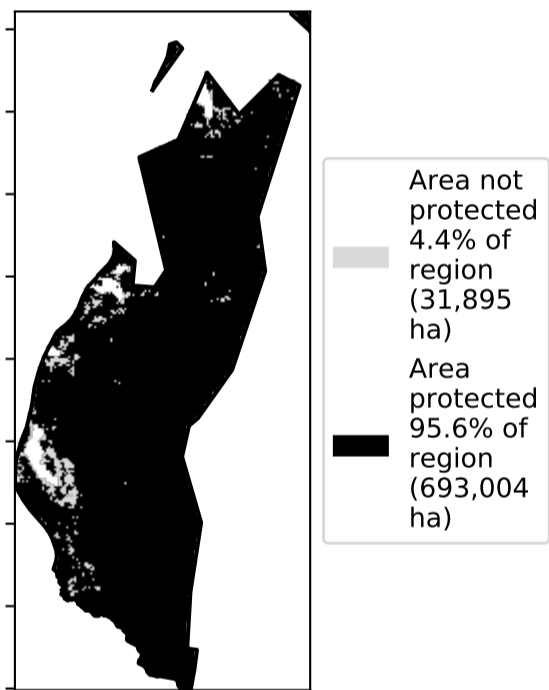 Area not
protected
4.4% of
region
(31,895
ha)
Area
protected
95.6% of
region
(693,004
ha)